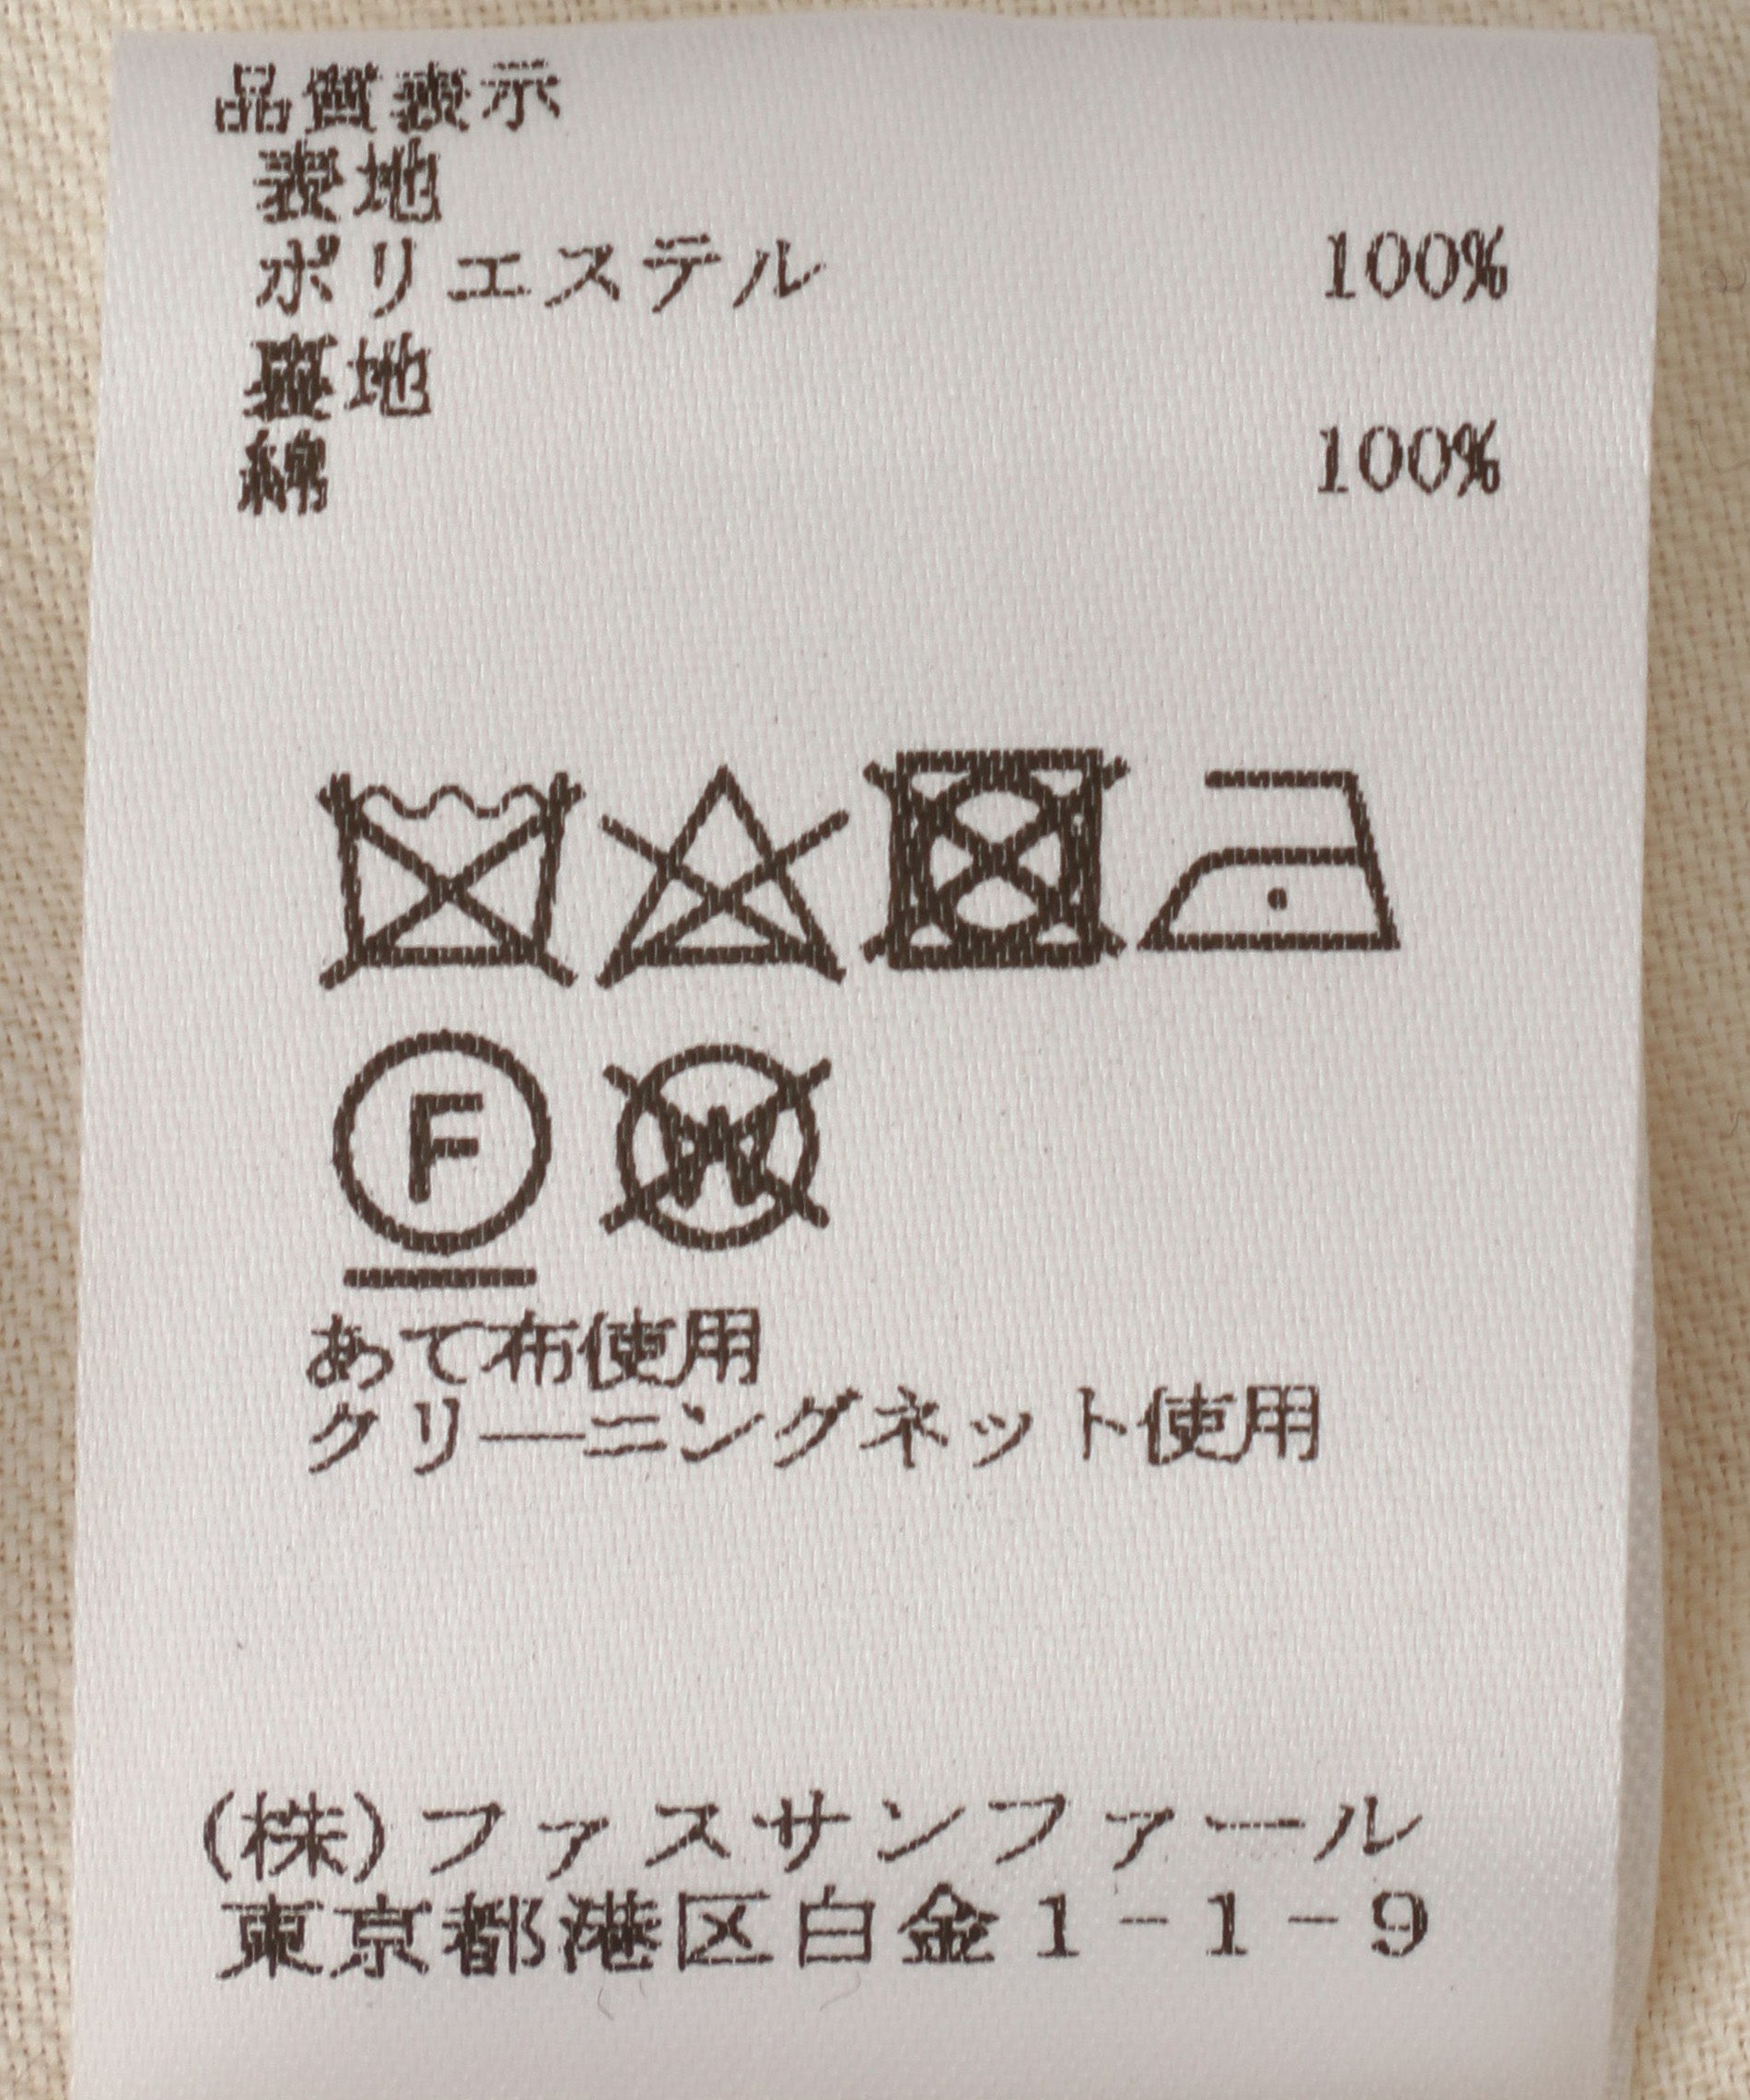 品質表示
表地
ポリエステル 100%
裏地
綿 100%
F
W
あて布使用
クリーニングネット使用
(株)ファスサンファール
東京都港区白金1-1-9